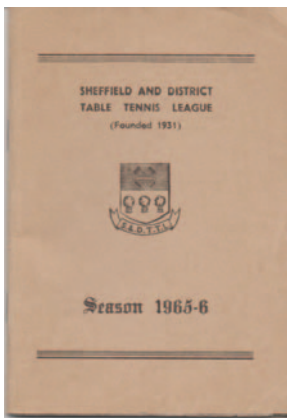 SHEFFIELD AND DISTRICT
TABLE TENNIS LEAGUE
(Founded 1931)
S.& D.T.T.L.
Season 1965-6